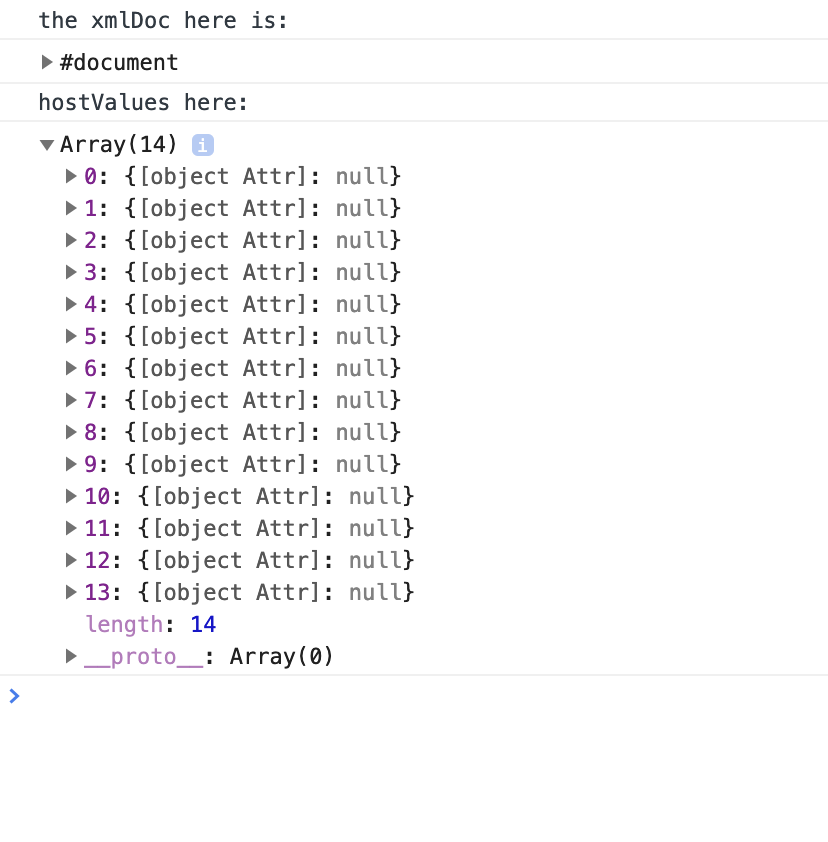 the xmlDoc here is:
#document
hostValues here:
Array(14) i
0: {[object Attr]: null}
1: {[object Attr]: null}
2: {[object Attr]: null}
3: {[object Attr]: null}
4: {[object Attr]: null}
5: {[object Attr]: null}
6: {[object Attr]: null}
7: {[object Attr]: null}
8: {[object Attr]: null}
9: {[object Attr]: null}
10: {[object Attr]: null}
11: {[object Attr]: null}
12: {[object Attr]: null}
13: {[object Attr]: null}
length: 14
__proto__: Array(0)